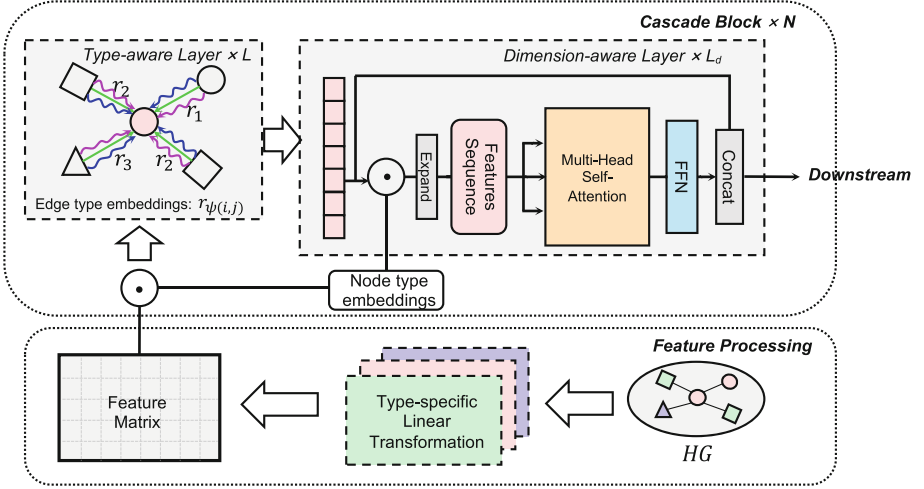 Cascade Block × N
Type-aware Layer × L
r₂
r₁
r₃
r₂
Edge type embeddings: r_ψ(i,j)
Dimension-aware Layer × L_d
Expand
Features
Sequence
Multi-Head
Self-
Attention
FFN
Concat
Downstream
Node type
embeddings
Feature Processing
Feature
Matrix
Type-specific
Linear
Transformation
HG